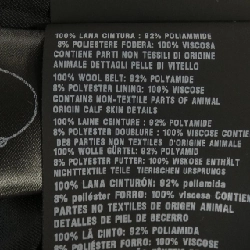 100% LANA CINTURA : 92% POLIAMMIDE
8% POLIESTERE FODERA: 100% VISCOSA
CONTIENE PARTI NON TESSILI DI ORIGINE
ANIMALE DETTAGLI PELLE DI VITELLO
100% WOOL BELT: 92% POLYAMIDE
8% POLYESTER LINING: 100% VISCOSE
CONTAINS NON-TEXTILE PARTS OF ANIMAL
ORIGIN CALF SKIN DETAILS
100% LAINE CEINTURE : 92% POLYAMIDE
8% POLYESTER DOUBLURE : 100% VISCOSE
DES PARTIES NON TEXTILES D'ORIGINE ANIMALE
100% WOLLE GÜRTEL: 92% POLYAMID
8% POLYESTER FUTTER: 100% VISKOSE ENTHÄLT
NICHTTEXTILE TEILE TIERISCHEN URSPRUNGS
100% LANA CINTURÓN: 92% poliamida
8% poliéster FORRO: 100% viscosa CONTIENE
PARTES NO TEXTILES DE ORIGEN ANIMAL
DETALLES DE PIEL DE BECERRO
100% LÃ CINTO: 92% poliamida
8% poliéster FORRO: 100%